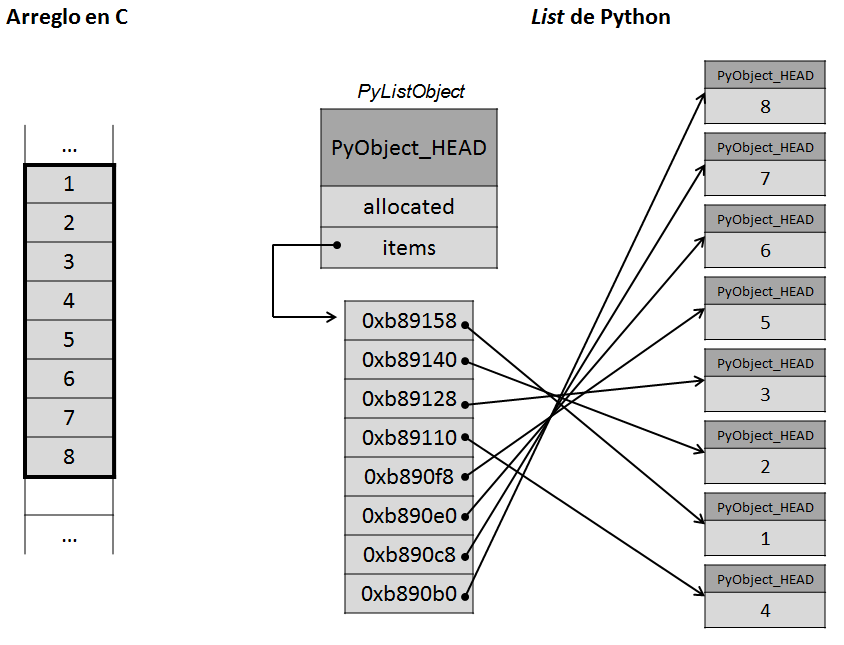 Arreglo en C
List de Python
...
1
2
3
4
5
6
7
8
...
PyListObject
PyObject_HEAD
allocated
items
0xb89158
0xb89140
0xb89128
0xb89110
0xb890f8
0xb890e0
0xb890c8
0xb890b0
PyObject_HEAD
8
PyObject_HEAD
7
PyObject_HEAD
6
PyObject_HEAD
5
PyObject_HEAD
3
PyObject_HEAD
2
PyObject_HEAD
1
PyObject_HEAD
4